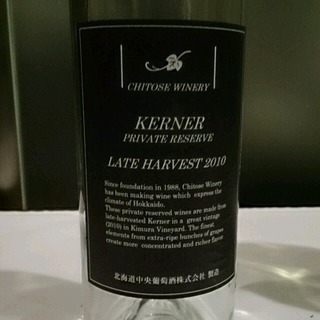 CHITOSE WINERY
KERNER
PRIVATE RESERVE
LATE HARVEST 2010
Since foundation in 1988, Chitose Winery
has been making wine which express the
climate of Hokkaido.
These private reserved wines are made from
late-harvested Kerner in a great vintage
(2010) in Kimura Vineyard. The finest
elements from extra-ripe bunches of grapes
create more concentrated and richer flavor.
北海道中央葡萄酒株式会社 製造